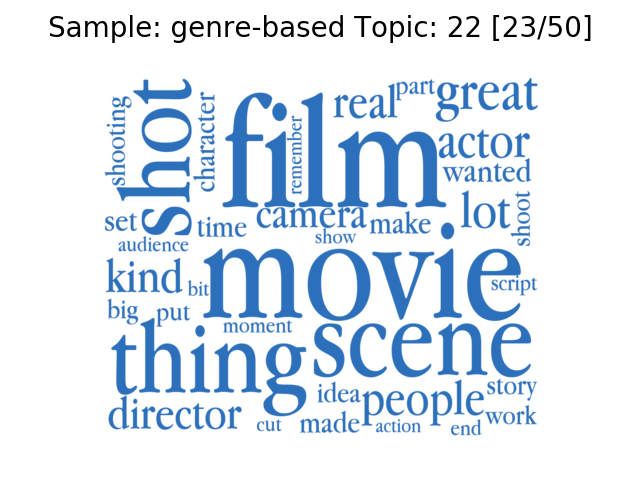 Sample: genre-based Topic: 22 [23/50]
shooting
shot
character
film
remember
real
part
great
actor
wanted
set
time
camera
make
lot
shoot
audience
show
kind
bit
movie
script
big
put
moment
thing
scene
director
cut
idea
people
story
made
action
end
work